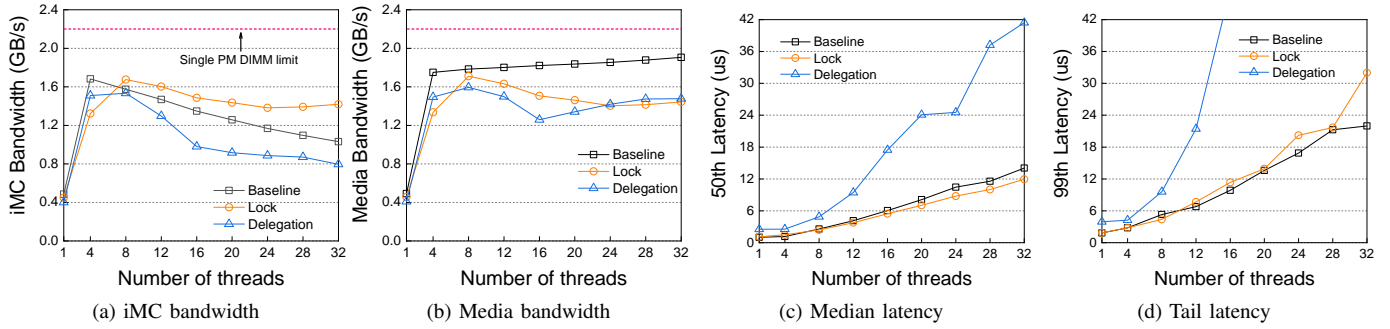 iMC Bandwidth (GB/s)
2.4
2.0
1.6
1.2
0.8
0.4
0.0
Single PM DIMM limit
Baseline
Lock
Delegation
1 4 8 12 16 20 24 28 32
Number of threads
(a) iMC bandwidth
Media Bandwidth (GB/s)
2.4
2.0
1.6
1.2
0.8
0.4
0.0
Baseline
Lock
Delegation
1 4 8 12 16 20 24 28 32
Number of threads
(b) Media bandwidth
50th Latency (us)
42
36
30
24
18
12
6
0
Baseline
Lock
Delegation
1 4 8 12 16 20 24 28 32
Number of threads
(c) Median latency
99th Latency (us)
42
36
30
24
18
12
6
0
Baseline
Lock
Delegation
1 4 8 12 16 20 24 28 32
Number of threads
(d) Tail latency